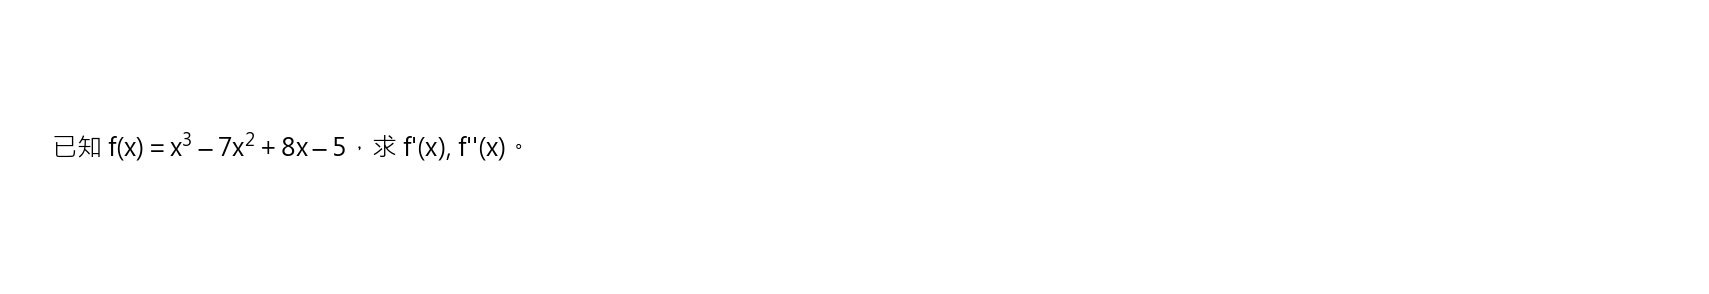 已知 f(x) = x³ – 7x² + 8x – 5，求 f'(x), f''(x)。